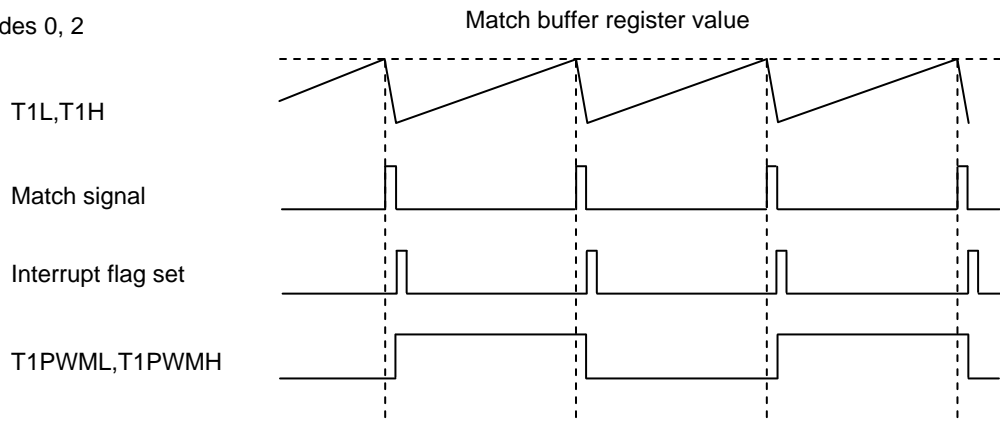 des 0, 2
Match buffer register value
T1L,T1H
Match signal
Interrupt flag set
T1PWML,T1PWMH